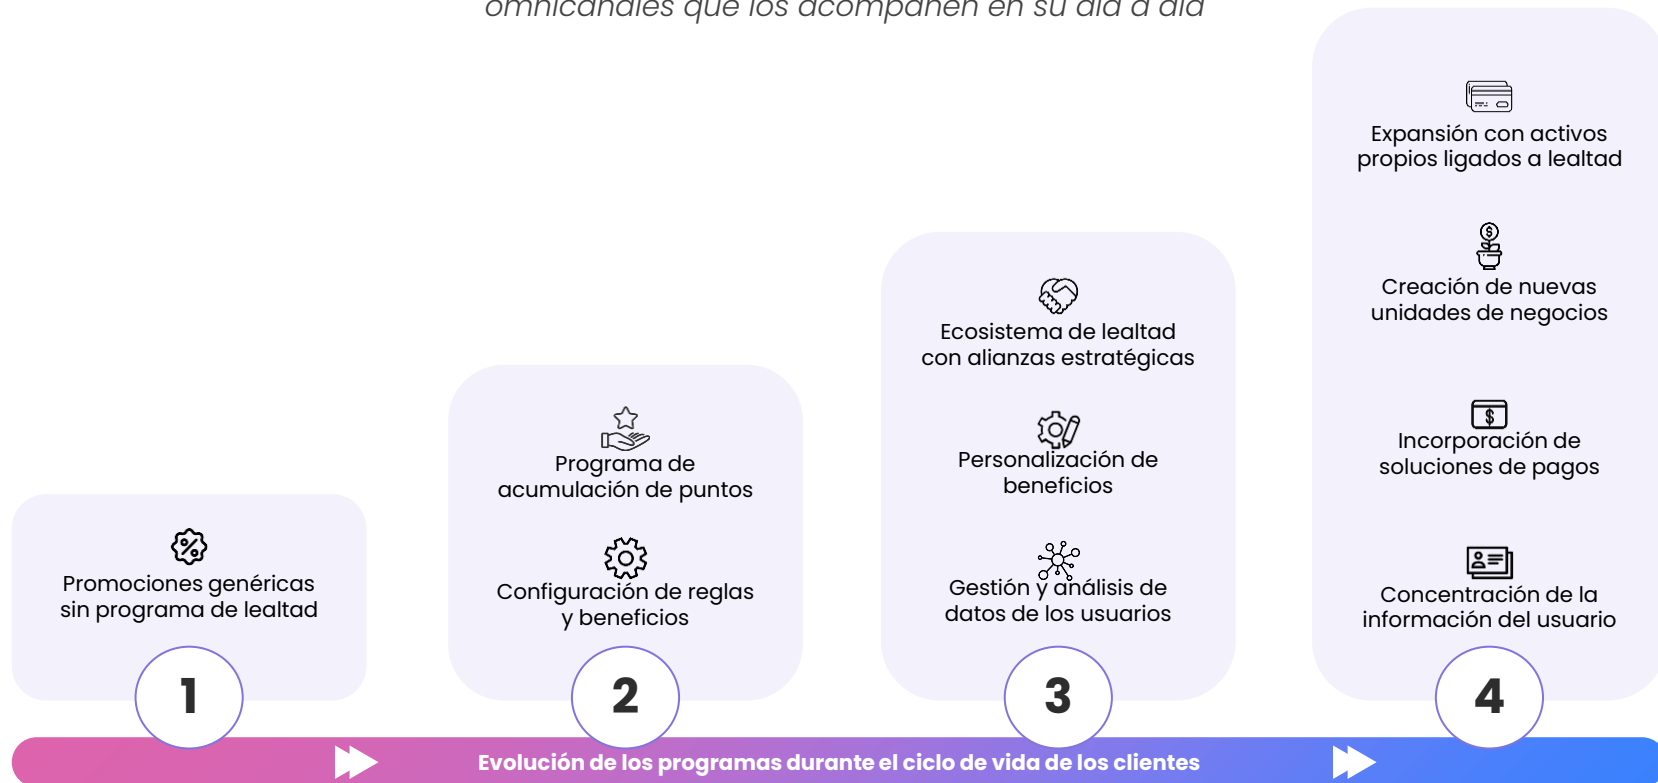 omnicanales que los acompañen en su día a día
Expansión con activos
propios ligados a lealtad
Creación de nuevas
unidades de negocios
Incorporación de
soluciones de pagos
Concentración de la
información del usuario
4
Ecosistema de lealtad
con alianzas estratégicas
Personalización de
beneficios
Gestión y análisis de
datos de los usuarios
3
Programa de
acumulación de puntos
Configuración de reglas
y beneficios
2
Promociones genéricas
sin programa de lealtad
1
Evolución de los programas durante el ciclo de vida de los clientes